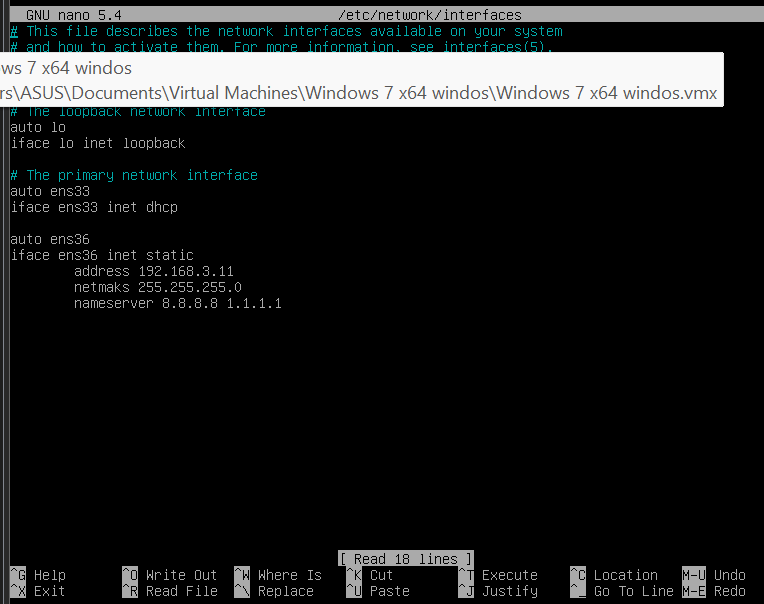 GNU nano 5.4 /etc/network/interfaces
# This file describes the network interfaces available on your system
# and how to activate them. For more information, see interfaces(5).
ws 7 x64 windos
rs\ASUS\Documents\Virtual Machines\Windows 7 x64 windos\Windows 7 x64 windos.vmx
# The loopback network interface
auto lo
iface lo inet loopback
# The primary network interface
auto ens33
iface ens33 inet dhcp
auto ens36
iface ens36 inet static
address 192.168.3.11
netmaks 255.255.255.0
nameserver 8.8.8.8 1.1.1.1
[ Read 18 lines ]
^G Help ^O Write Out ^W Where Is ^K Cut ^T Execute ^C Location M-U Undo
^X Exit ^R Read File ^\ Replace ^U Paste ^J Justify ^_ Go To Line M-E Redo